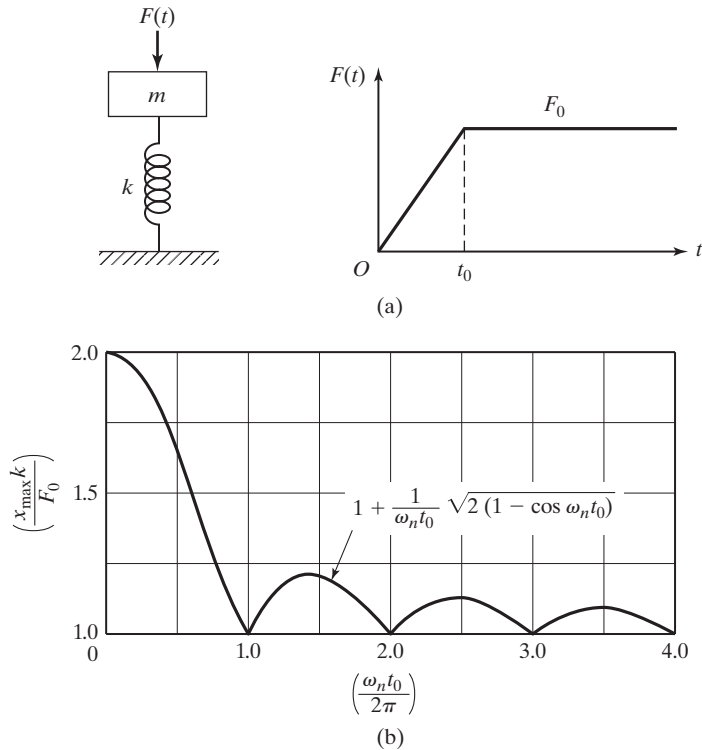 F(t)
m
k
F(t)
F₀
O
t₀
t
(a)
2.0
1.5
1.0
(x_max k / F₀)
1 + 1/(ωₙt₀) √2 (1 − cos ωₙt₀)
0
1.0
2.0
3.0
4.0
(ωₙt₀ / 2π)
(b)